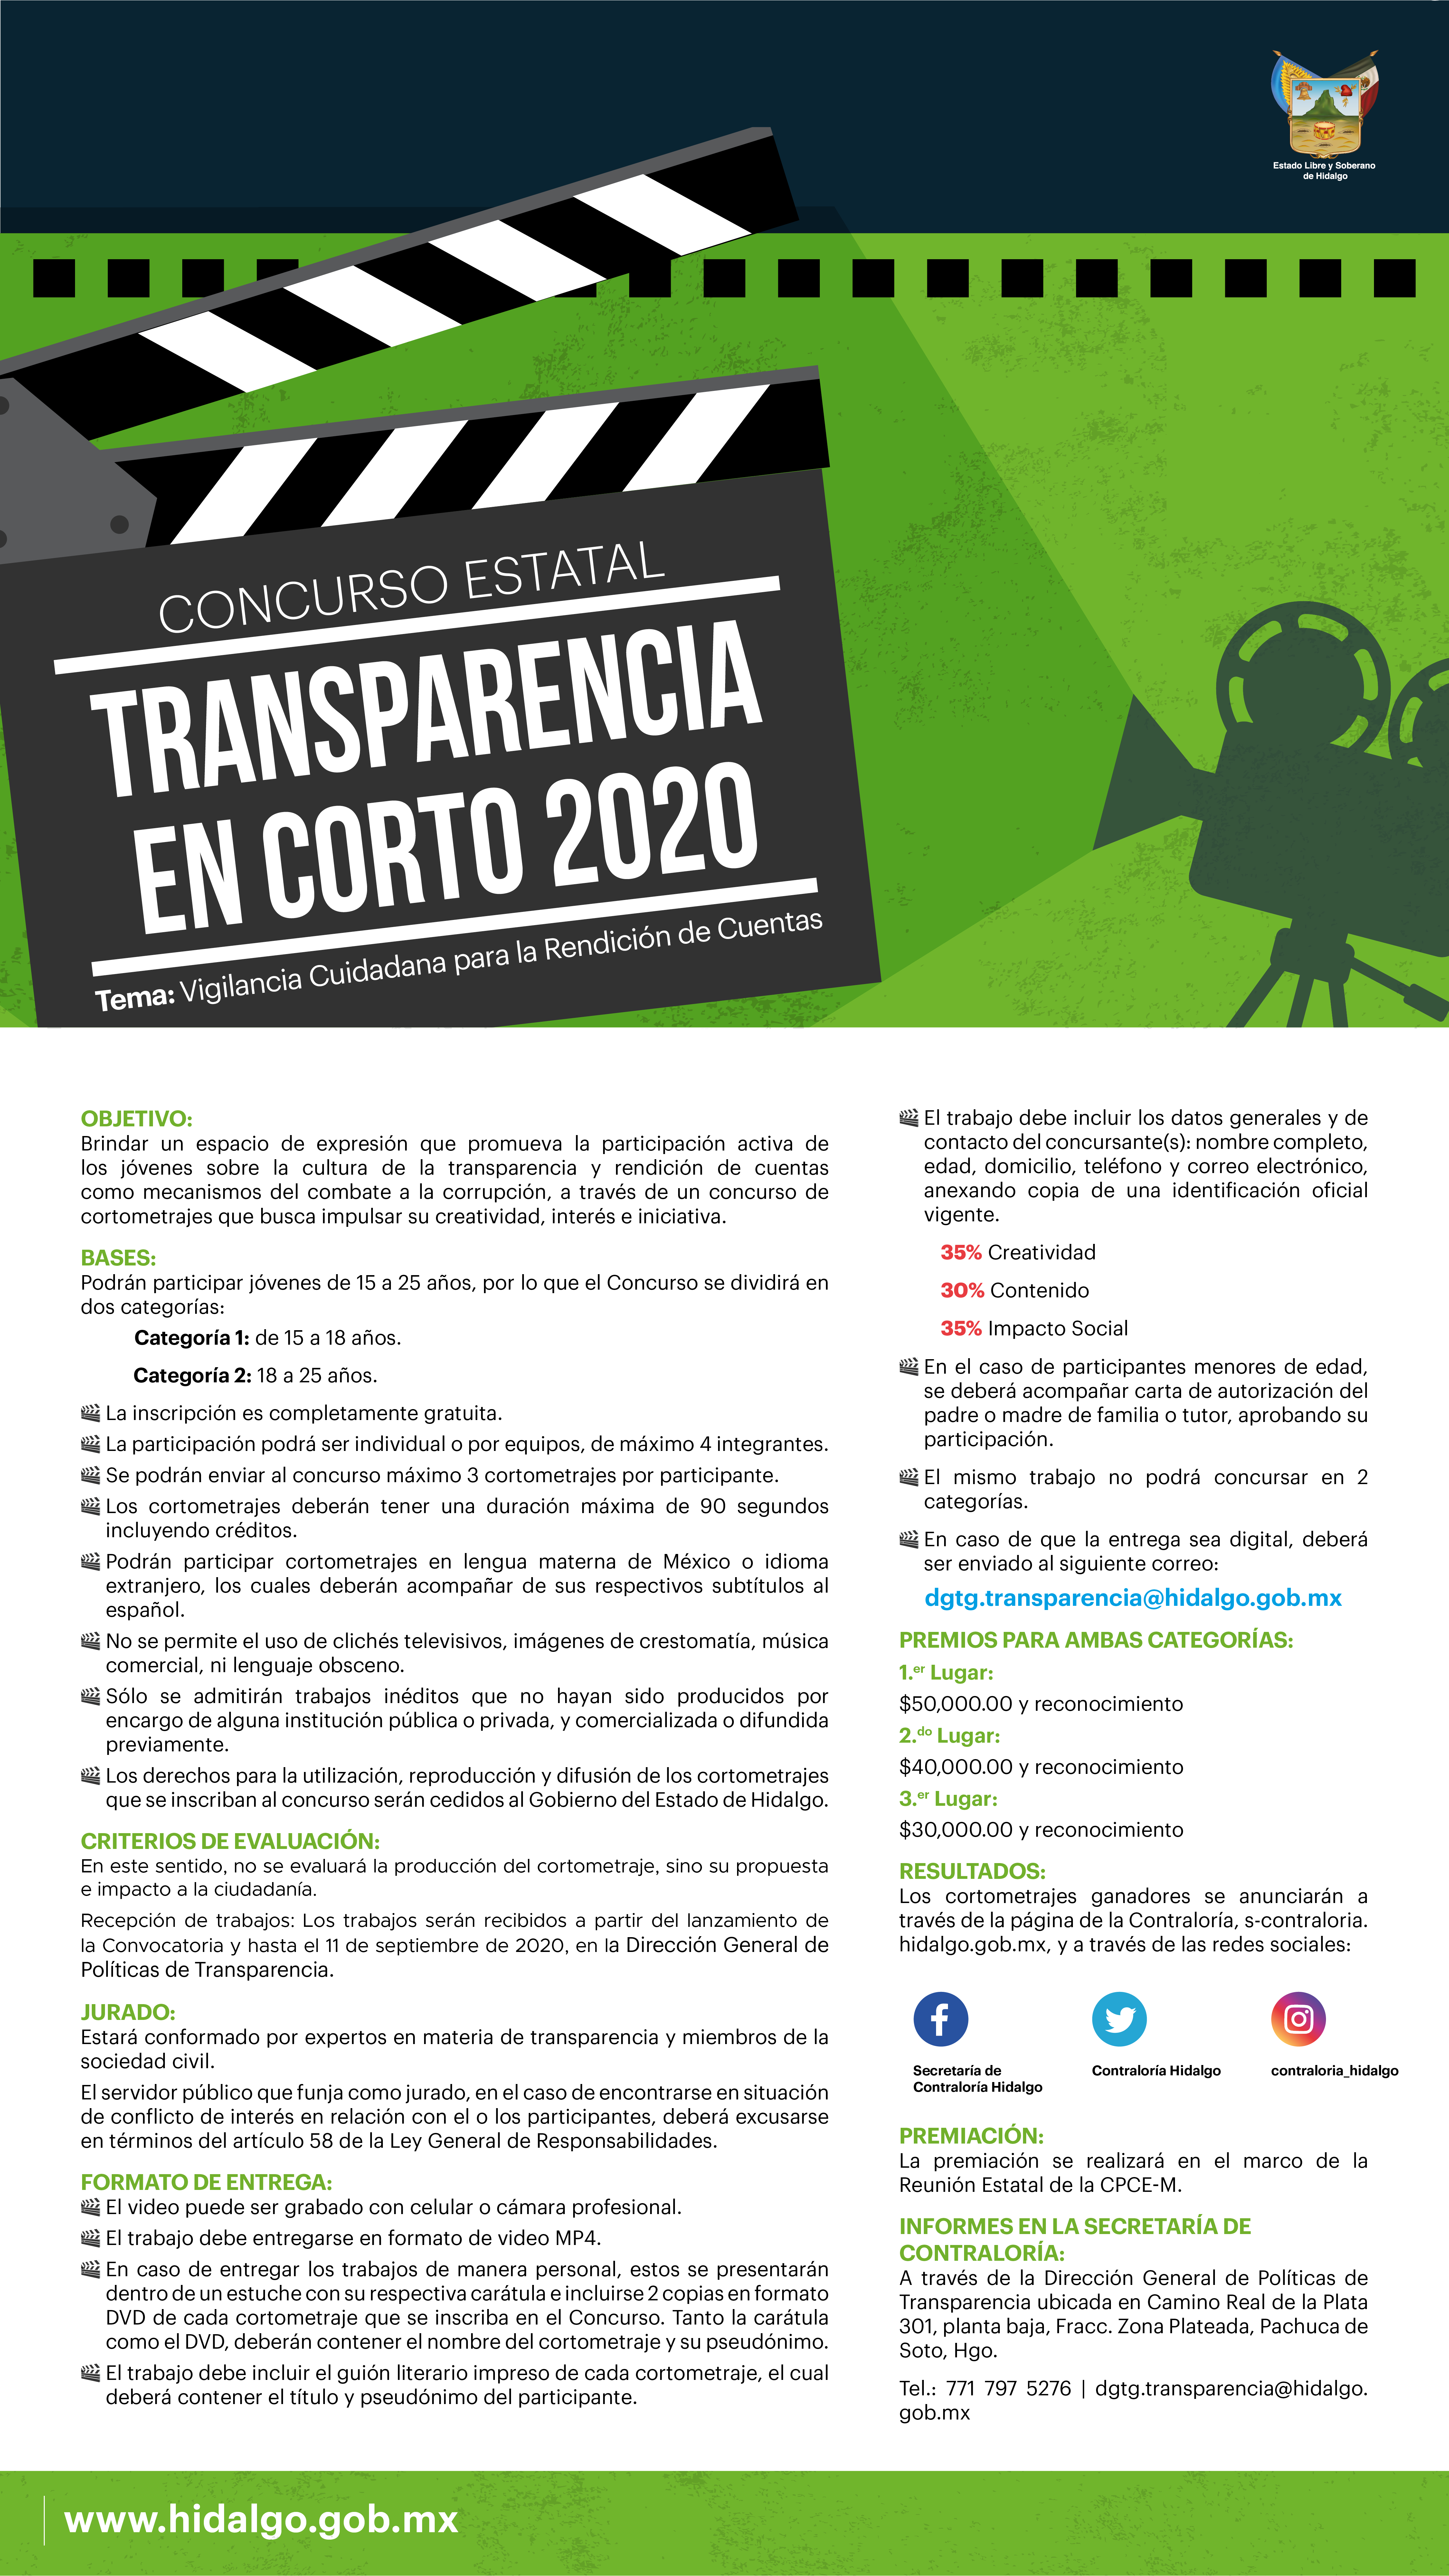 Estado Libre y Soberano
de Hidalgo
CONCURSO ESTATAL
TRANSPARENCIA
EN CORTO 2020
Tema: Vigilancia Cuidadana para la Rendición de Cuentas
OBJETIVO:
Brindar un espacio de expresión que promueva la participación activa de
los jóvenes sobre la cultura de la transparencia y rendición de cuentas
como mecanismos del combate a la corrupción, a través de un concurso de
cortometrajes que busca impulsar su creatividad, interés e iniciativa.
BASES:
Podrán participar jóvenes de 15 a 25 años, por lo que el Concurso se dividirá en
dos categorías:
Categoría 1: de 15 a 18 años.
Categoría 2: 18 a 25 años.
La inscripción es completamente gratuita.
La participación podrá ser individual o por equipos, de máximo 4 integrantes.
Se podrán enviar al concurso máximo 3 cortometrajes por participante.
Los cortometrajes deberán tener una duración máxima de 90 segundos
incluyendo créditos.
Podrán participar cortometrajes en lengua materna de México o idioma
extranjero, los cuales deberán acompañar de sus respectivos subtítulos al
español.
No se permite el uso de clichés televisivos, imágenes de crestomatía, música
comercial, ni lenguaje obsceno.
Sólo se admitirán trabajos inéditos que no hayan sido producidos por
encargo de alguna institución pública o privada, y comercializada o difundida
previamente.
Los derechos para la utilización, reproducción y difusión de los cortometrajes
que se inscriban al concurso serán cedidos al Gobierno del Estado de Hidalgo.
CRITERIOS DE EVALUACIÓN:
En este sentido, no se evaluará la producción del cortometraje, sino su propuesta
e impacto a la ciudadanía.
Recepción de trabajos: Los trabajos serán recibidos a partir del lanzamiento de
la Convocatoria y hasta el 11 de septiembre de 2020, en la Dirección General de
Políticas de Transparencia.
JURADO:
Estará conformado por expertos en materia de transparencia y miembros de la
sociedad civil.
El servidor público que funja como jurado, en el caso de encontrarse en situación
de conflicto de interés en relación con el o los participantes, deberá excusarse
en términos del artículo 58 de la Ley General de Responsabilidades.
FORMATO DE ENTREGA:
El video puede ser grabado con celular o cámara profesional.
El trabajo debe entregarse en formato de video MP4.
En caso de entregar los trabajos de manera personal, estos se presentarán
dentro de un estuche con su respectiva carátula e incluirse 2 copias en formato
DVD de cada cortometraje que se inscriba en el Concurso. Tanto la carátula
como el DVD, deberán contener el nombre del cortometraje y su pseudónimo.
El trabajo debe incluir el guión literario impreso de cada cortometraje, el cual
deberá contener el título y pseudónimo del participante.
El trabajo debe incluir los datos generales y de
contacto del concursante(s): nombre completo,
edad, domicilio, teléfono y correo electrónico,
anexando copia de una identificación oficial
vigente.
35% Creatividad
30% Contenido
35% Impacto Social
En el caso de participantes menores de edad,
se deberá acompañar carta de autorización del
padre o madre de familia o tutor, aprobando su
participación.
El mismo trabajo no podrá concursar en 2
categorías.
En caso de que la entrega sea digital, deberá
ser enviado al siguiente correo:
dgtg.transparencia@hidalgo.gob.mx
PREMIOS PARA AMBAS CATEGORÍAS:
1.er Lugar:
$50,000.00 y reconocimiento
2.do Lugar:
$40,000.00 y reconocimiento
3.er Lugar:
$30,000.00 y reconocimiento
RESULTADOS:
Los cortometrajes ganadores se anunciarán a
través de la página de la Contraloría, s-contraloria.
hidalgo.gob.mx, y a través de las redes sociales:
Secretaría de
Contraloría Hidalgo
Contraloría Hidalgo
contraloria_hidalgo
PREMIACIÓN:
La premiación se realizará en el marco de la
Reunión Estatal de la CPCE-M.
INFORMES EN LA SECRETARÍA DE
CONTRALORÍA:
A través de la Dirección General de Políticas de
Transparencia ubicada en Camino Real de la Plata
301, planta baja, Fracc. Zona Plateada, Pachuca de
Soto, Hgo.
Tel.: 771 797 5276 | dgtg.transparencia@hidalgo.
gob.mx
www.hidalgo.gob.mx